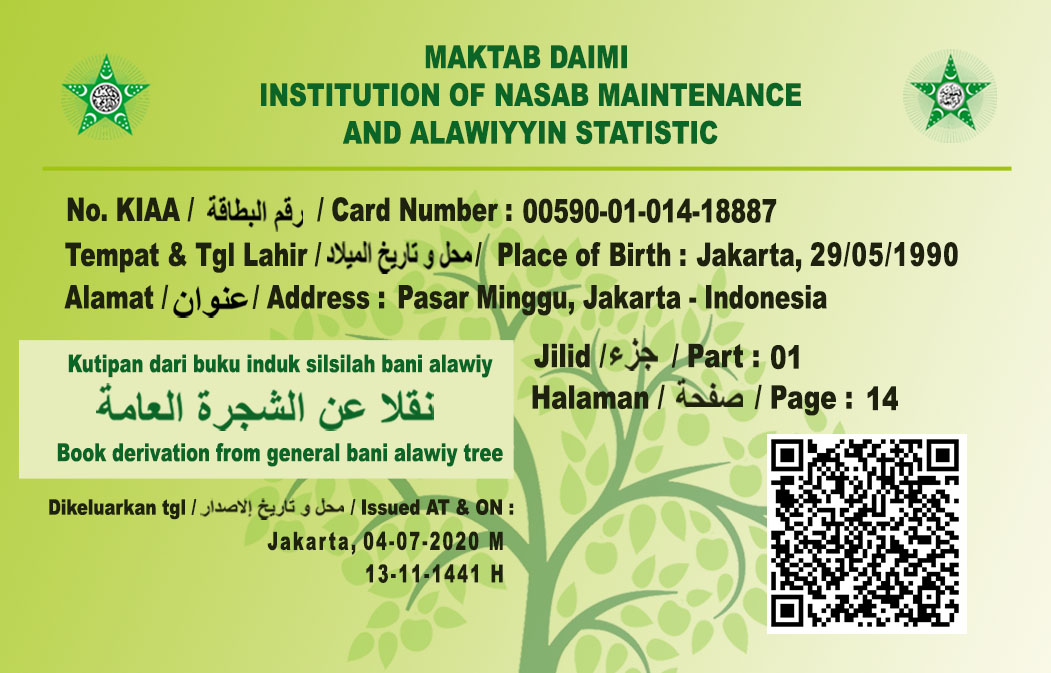 MAKTAB DAIMI
INSTITUTION OF NASAB MAINTENANCE
AND ALAWIYYIN STATISTIC
No. KIAA / رقم البطاقة / Card Number : 00590-01-014-18887
Tempat & Tgl Lahir / محل و تاريخ الميلاد / Place of Birth : Jakarta, 29/05/1990
Alamat / عنوان / Address : Pasar Minggu, Jakarta - Indonesia
Kutipan dari buku induk silsilah bani alawiy
نقلا عن الشجرة العامة
Book derivation from general bani alawiy tree
Jilid / جزء / Part : 01
Halaman / صفحة / Page : 14
Dikeluarkan tgl / محل و تاريخ إلاصدار / Issued AT & ON :
Jakarta, 04-07-2020 M
13-11-1441 H